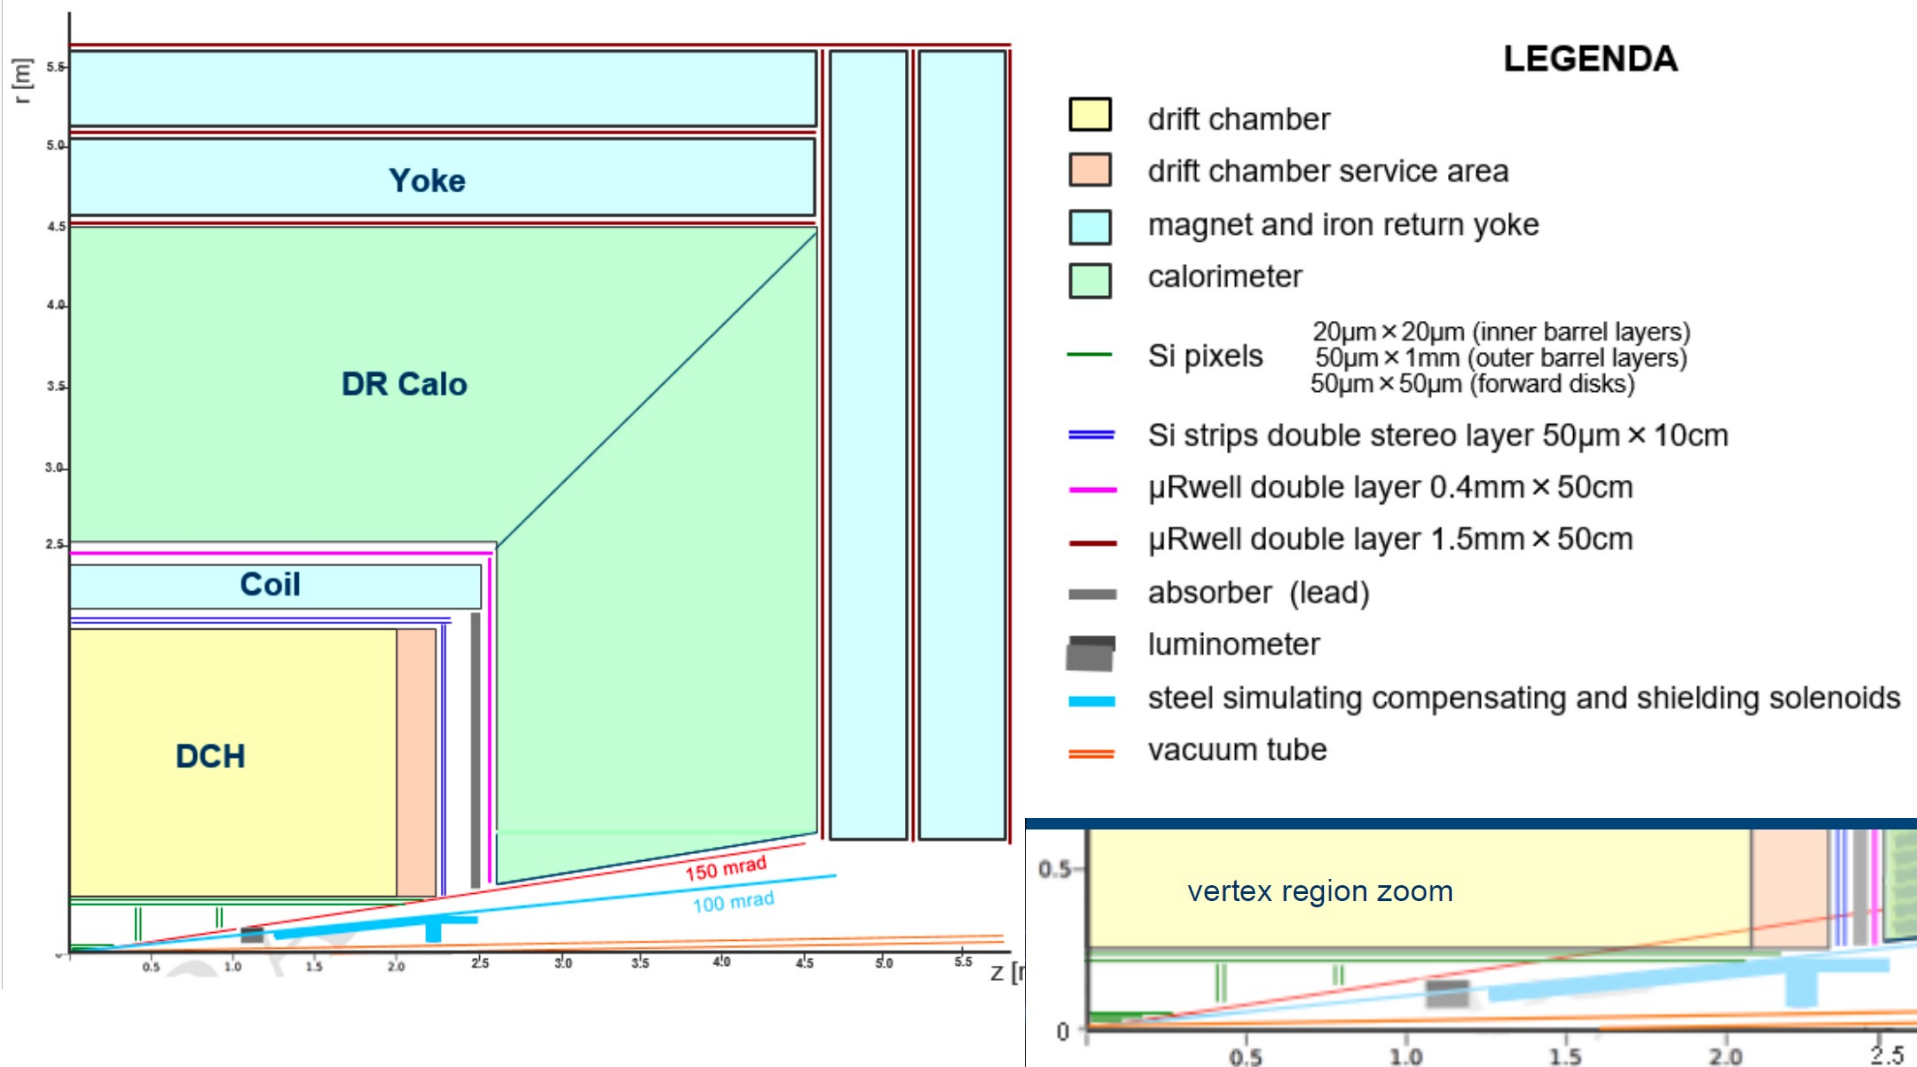 r [m]
5.5
5.0
Yoke
4.5
4.0
DR Calo
3.5
3.0
2.5
Coil
DCH
150 mrad
100 mrad
0.5
1.0
1.5
2.0
2.5
3.0
3.5
4.0
4.5
5.0
5.5
z [r
LEGENDA
drift chamber
drift chamber service area
magnet and iron return yoke
calorimeter
Si pixels
20µm×20µm (inner barrel layers)
50µm×1mm (outer barrel layers)
50µm×50µm (forward disks)
Si strips double stereo layer 50µm×10cm
µRwell double layer 0.4mm×50cm
µRwell double layer 1.5mm×50cm
absorber (lead)
luminometer
steel simulating compensating and shielding solenoids
vacuum tube
0.5
vertex region zoom
0
0.5
1.0
1.5
2.0
2.5